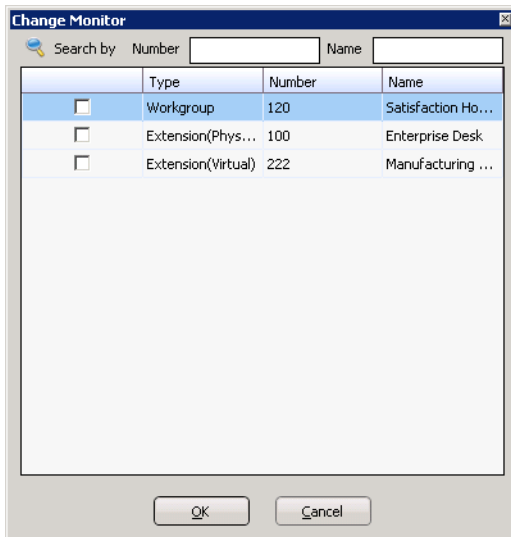 Change Monitor
Search by Number Name
Type Number Name
Workgroup 120 Satisfaction Ho...
Extension(Phys... 100 Enterprise Desk
Extension(Virtual) 222 Manufacturing ...
OK Cancel